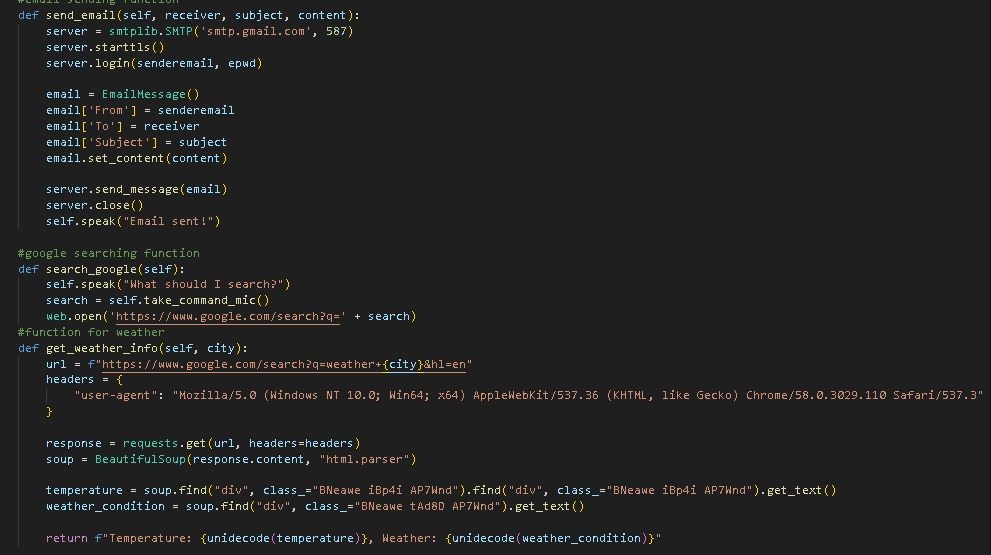 #email sending function
def send_email(self, receiver, subject, content):
    server = smtplib.SMTP('smtp.gmail.com', 587)
    server.starttls()
    server.login(senderemail, epwd)

    email = EmailMessage()
    email['From'] = senderemail
    email['To'] = receiver
    email['Subject'] = subject
    email.set_content(content)

    server.send_message(email)
    server.close()
    self.speak("Email sent!")

#google searching function
def search_google(self):
    self.speak("What should I search?")
    search = self.take_command_mic()
    web.open('https://www.google.com/search?q=' + search)
#function for weather
def get_weather_info(self, city):
    url = f"https://www.google.com/search?q=weather+{city}&hl=en"
    headers = {
        "user-agent": "Mozilla/5.0 (Windows NT 10.0; Win64; x64) AppleWebKit/537.36 (KHTML, like Gecko) Chrome/58.0.3029.110 Safari/537.3"
    }

    response = requests.get(url, headers=headers)
    soup = BeautifulSoup(response.content, "html.parser")

    temperature = soup.find("div", class_="BNeawe iBp4i AP7Wnd").find("div", class_="BNeawe iBp4i AP7Wnd").get_text()
    weather_condition = soup.find("div", class_="BNeawe tAd8D AP7Wnd").get_text()

    return f"Temperature: {unidecode(temperature)}, Weather: {unidecode(weather_condition)}"